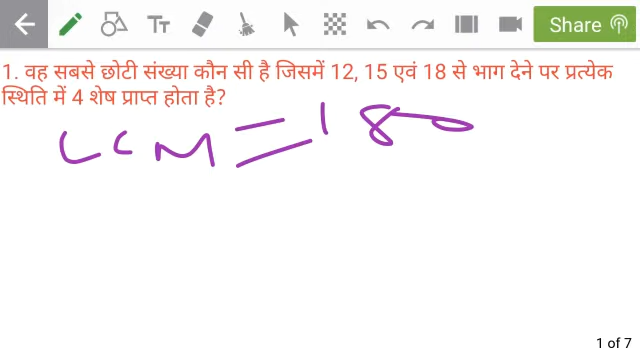 Share
1. वह सबसे छोटी संख्या कौन सी है जिसमें 12, 15 एवं 18 से भाग देने पर प्रत्येक
स्थिति में 4 शेष प्राप्त होता है?
LCM = 180
1 of 7